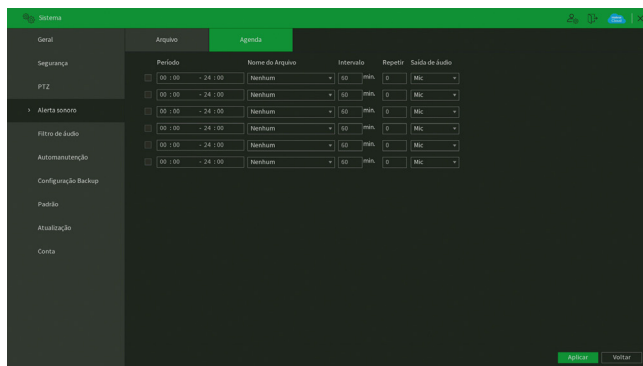 Sistema
Geral
Segurança
PTZ
Alerta sonoro
Filtro de áudio
Automanutenção
Configuração Backup
Padrão
Atualização
Conta
Arquivo Agenda
Período Nome do Arquivo Intervalo Repetir Saída de áudio
00 : 00 - 24 : 00 Nenhum 60 min. 0 Mic
00 : 00 - 24 : 00 Nenhum 60 min. 0 Mic
00 : 00 - 24 : 00 Nenhum 60 min. 0 Mic
00 : 00 - 24 : 00 Nenhum 60 min. 0 Mic
00 : 00 - 24 : 00 Nenhum 60 min. 0 Mic
00 : 00 - 24 : 00 Nenhum 60 min. 0 Mic
Aplicar Voltar